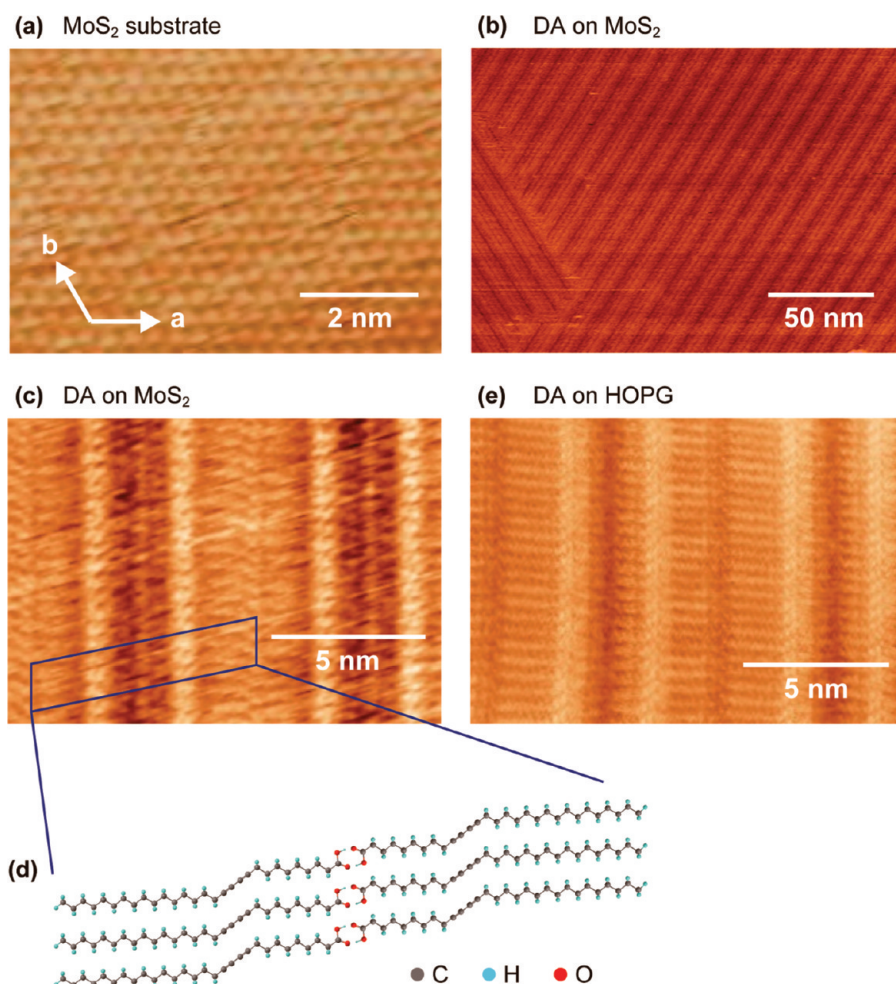 (a) MoS₂ substrate
b
a
2 nm
(b) DA on MoS₂
50 nm
(c) DA on MoS₂
5 nm
(e) DA on HOPG
5 nm
(d)
C H O